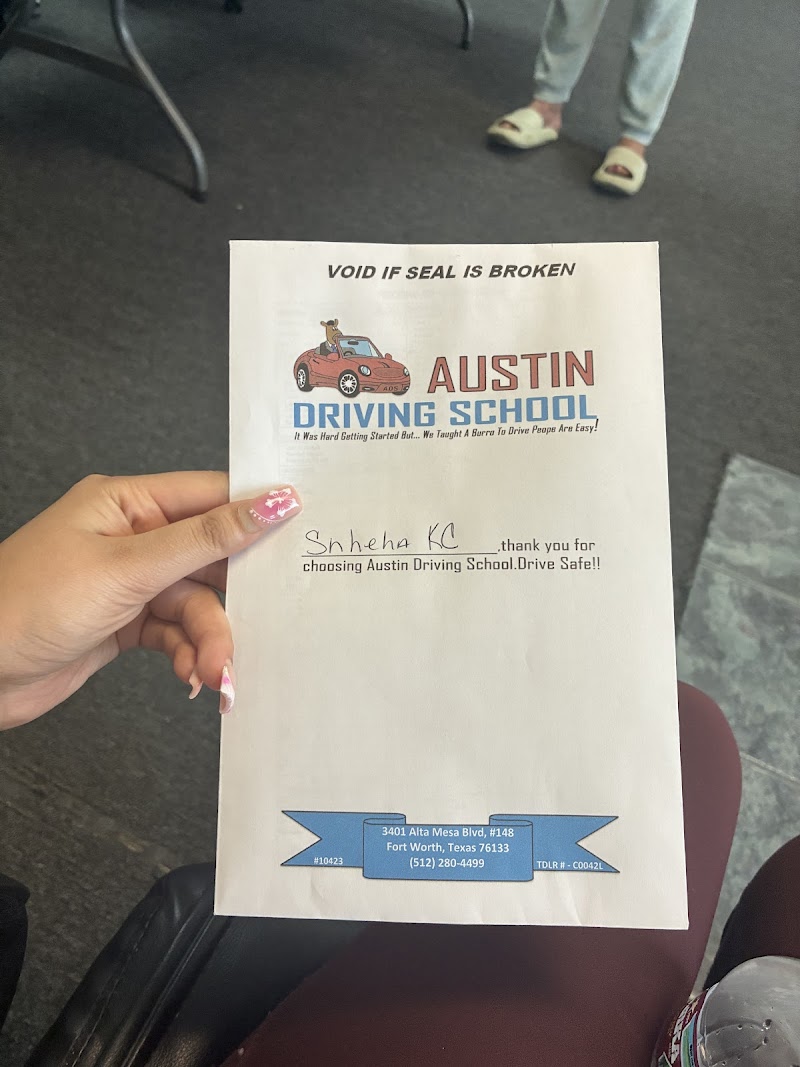 VOID IF SEAL IS BROKEN
ADS
AUSTIN
DRIVING SCHOOL
It Was Hard Getting Started But... We Taught A Burro To Drive Peope Are Easy!
Snheha KC ,thank you for
choosing Austin Driving School.Drive Safe!!
3401 Alta Mesa Blvd, #148
Fort Worth, Texas 76133
(512) 280-4499
#10423
TDLR # - C0042L